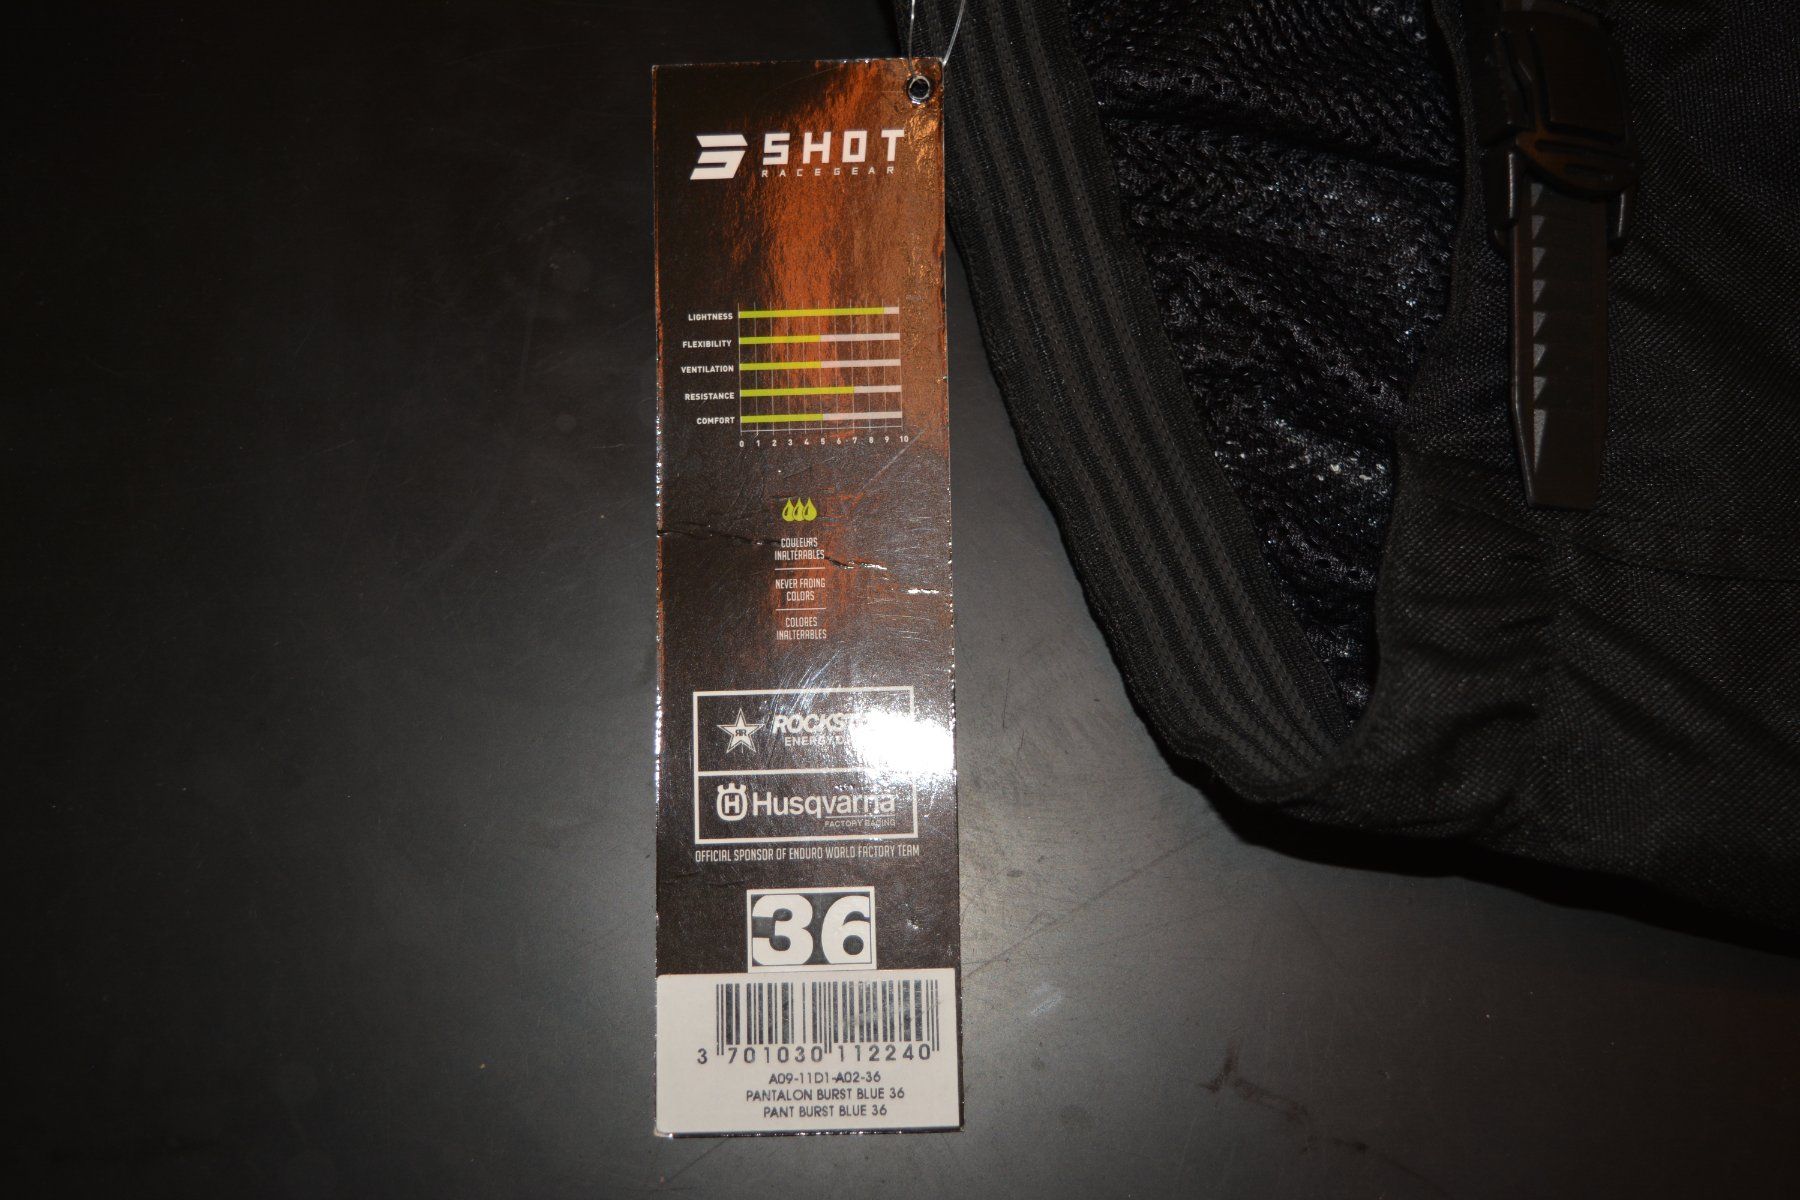 SHOT
RACEGEAR
LIGHTNESS
FLEXIBILITY
VENTILATION
RESISTANCE
COMFORT
0 1 2 3 4 5 6 7 8 9 10
COULEURS
INALTÉRABLES
NEVER FADING
COLORS
COLORES
INALTERABLES
ENERGY
Husqvarna
FACTORY RACING
OFFICIAL SPONSOR OF ENDURO WORLD FACTORY TEAM
36
3 701030 112240
A09-11D1-A02-36
PANTALON BURST BLUE 36
PANT BURST BLUE 36